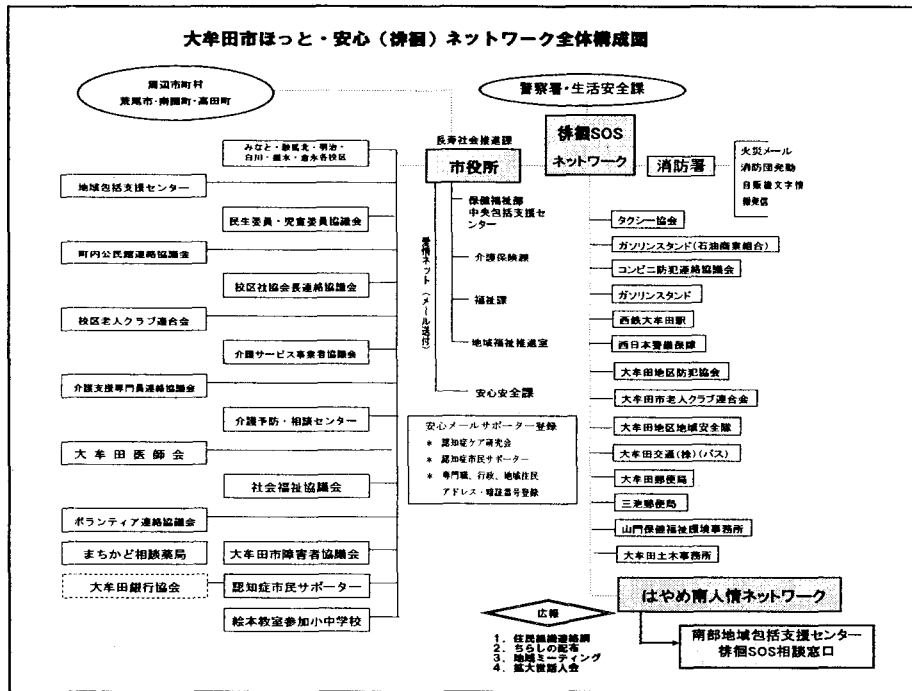 大牟田市ほっと・安心（徘徊）ネットワーク全体構成図
周辺市町村
荒尾市・南関町・高田町
警察署・生活安全課
長寿社会推進課
市役所
徘徊SOS
ネットワーク
消防署
火災メール
消防団発動
自販機文字情
報発信
みなと・駛馬北・明治・
白川・倉永各校区
地域包括支援センター
民生委員・児童委員協議会
町内公民館連絡協議会
校区社協会長連絡協議会
校区老人クラブ連合会
介護サービス事業者協議会
介護支援専門員連絡協議会
介護予防・相談センター
大牟田医師会
社会福祉協議会
ボランティア連絡協議会
まちかど相談薬局
大牟田市障害者協議会
大牟田銀行協会
認知症市民サポーター
絵本教室参加小中学校
愛情ネット（メール送付）
保健福祉部
中央包括支援セ
ンター
介護保険課
福祉課
地域福祉推進室
安心安全課
安心メールサポーター登録
* 認知症ケア研究会
* 認知症市民サポーター
* 専門職、行政、地域住民
アドレス・暗証番号登録
タクシー協会
ガソリンスタンド（石油商業組合）
コンビニ防犯連絡協議会
ガソリンスタンド
西鉄大牟田駅
西日本警備保障
大牟田地区防犯協会
大牟田市老人クラブ連合会
大牟田地区地域安全隊
大牟田交通（株）（バス）
大牟田郵便局
三池郵便局
山門保健福祉環境事務所
大牟田土木事務所
はやめ南人情ネットワーク
南部地域包括支援センター
徘徊SOS相談窓口
広報
1. 住民組織連絡網
2. ちらしの配布
3. 地域ミーティング
4. 拡大世話人会